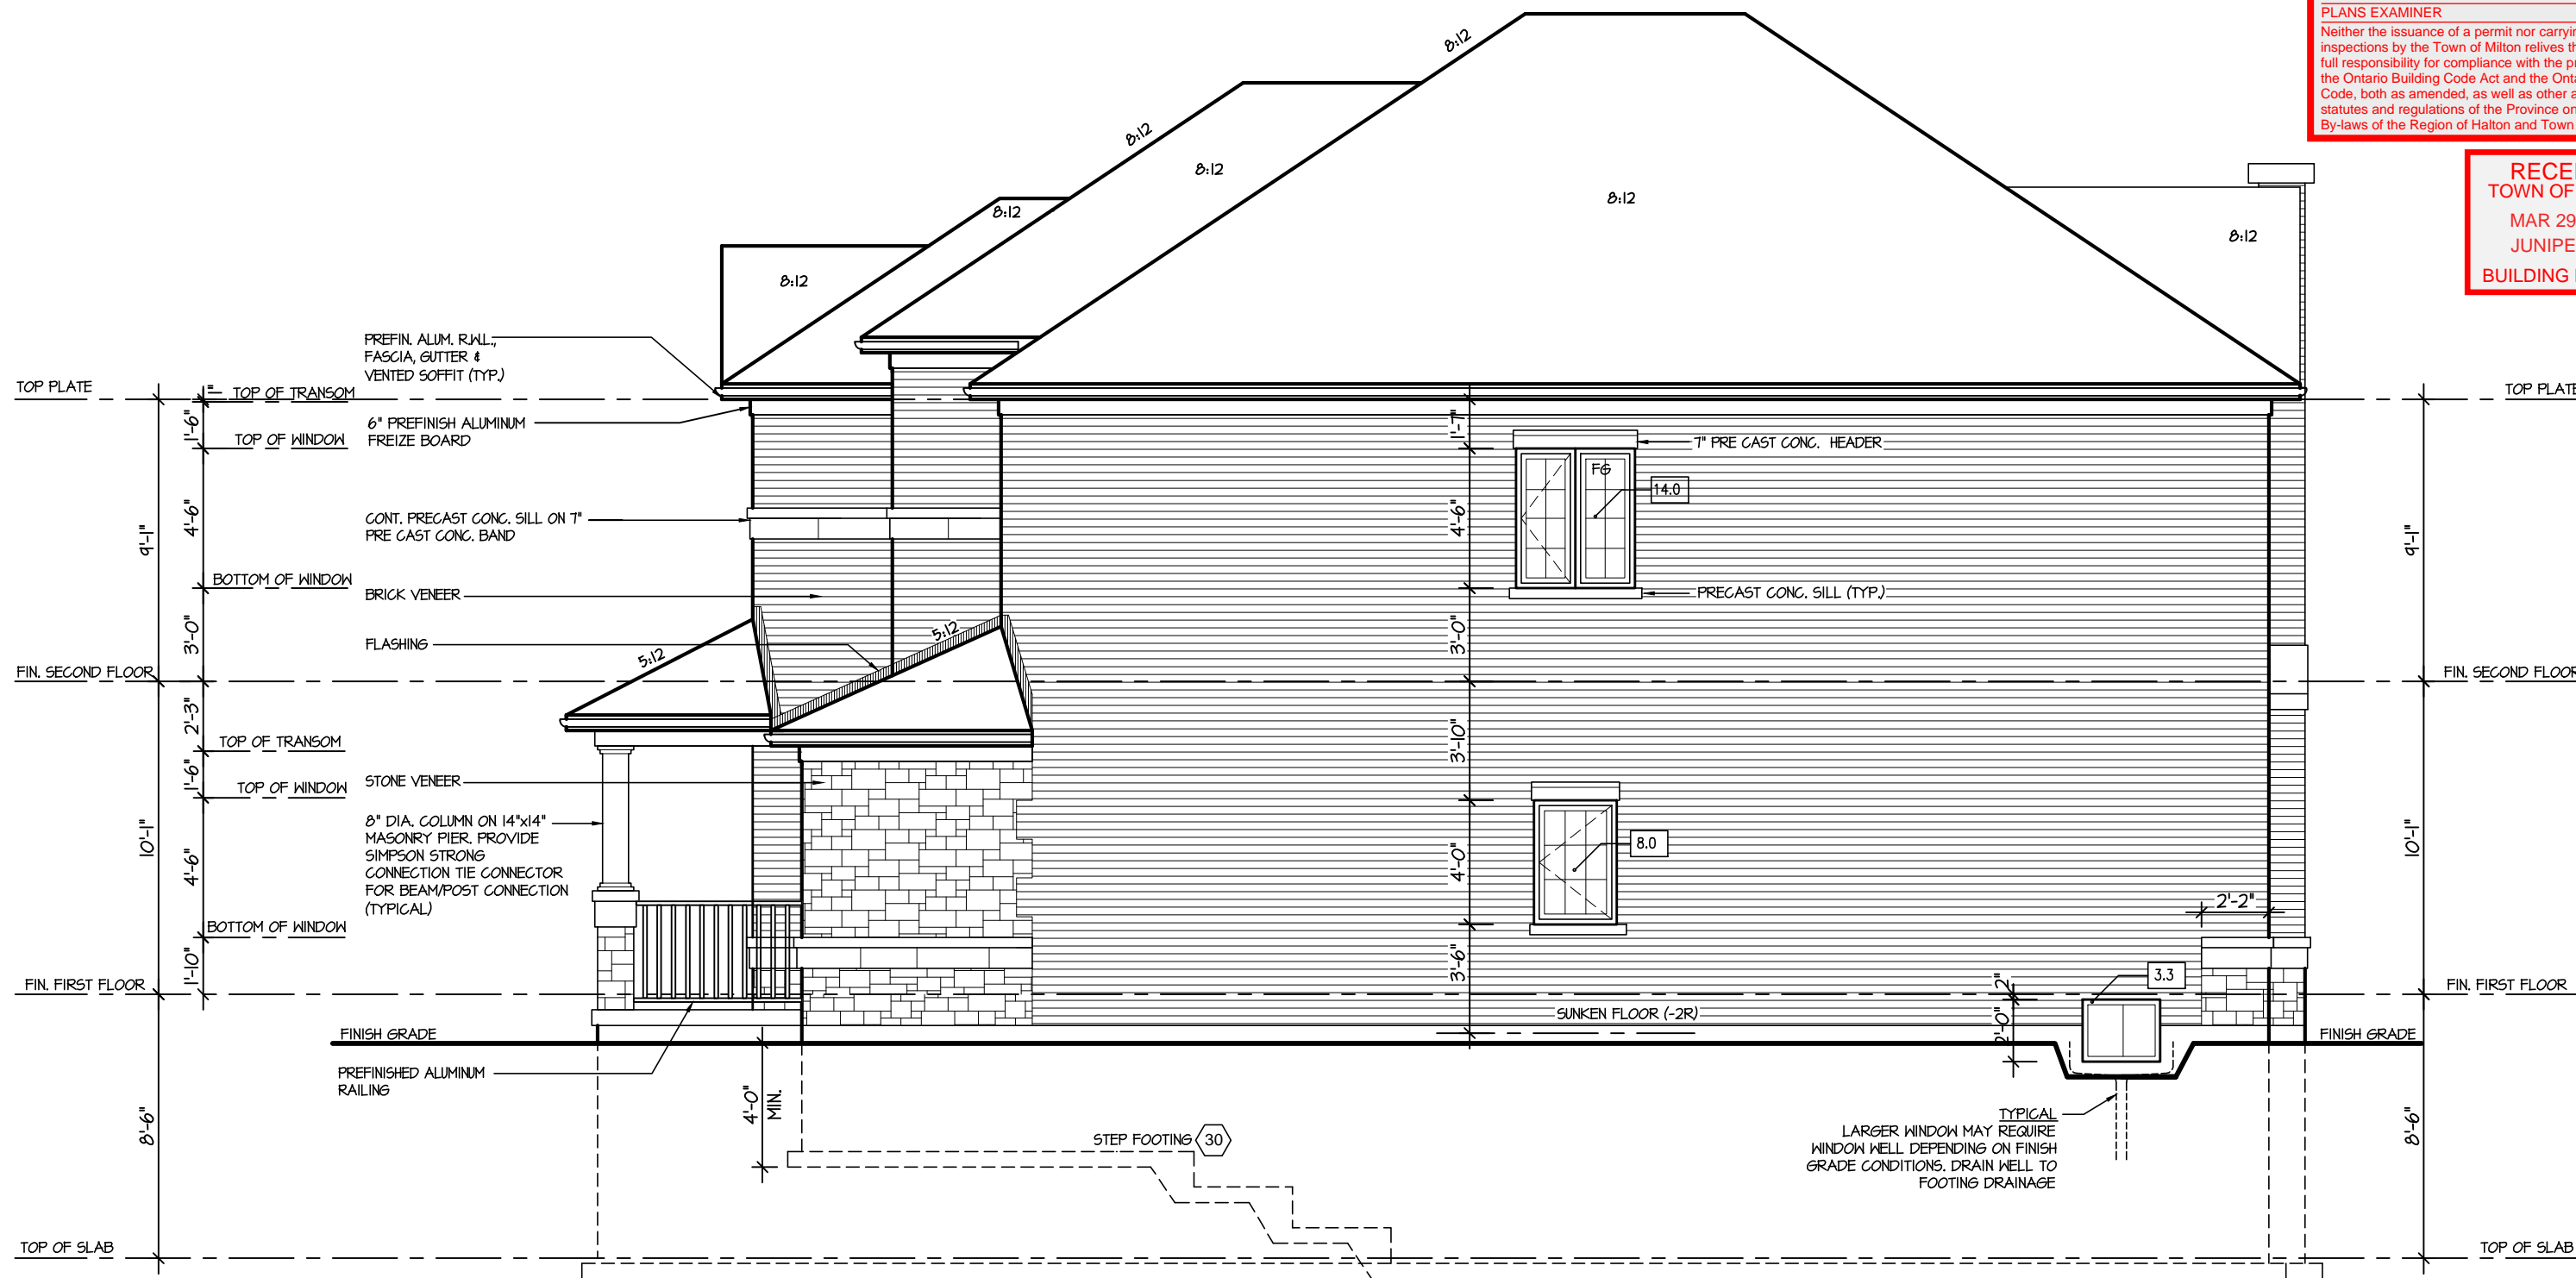 PLANS EXAMINER
Neither the issuance of a permit nor carryin
inspections by the Town of Milton relives th
full responsibility for compliance with the p
the Ontario Building Code Act and the Onta
Code, both as amended, as well as other a
statutes and regulations of the Province on
By-laws of the Region of Halton and Town
RECE
TOWN OF
MAR 29
JUNIPE
BUILDING
8:12
8:12
8:12
8:12
8:12
8:12
8:12
PREFIN. ALUM. R.W.L.,
FASCIA, GUTTER &
VENTED SOFFIT (TYP.)
TOP PLATE
1"
TOP OF TRANSOM
TOP PLATE
1'-6"
6" PREFINISH ALUMINUM
FREIZE BOARD
TOP OF WINDOW
1'-7"
7" PRE CAST CONC. HEADER
FG
14.0
CONT. PRECAST CONC. SILL ON 7"
PRE CAST CONC. BAND
9'-1"
4'-6"
4'-6"
9'-1"
BOTTOM OF WINDOW
BRICK VENEER
PRECAST CONC. SILL (TYP.)
3'-0"
FLASHING
5:12
5:12
3'-0"
FIN. SECOND FLOOR
FIN. SECOND FLOOR
2'-3"
TOP OF TRANSOM
3'-10"
1'-6"
TOP OF WINDOW
STONE VENEER
8" DIA. COLUMN ON 14"x14"
MASONRY PIER. PROVIDE
SIMPSON STRONG
CONNECTION TIE CONNECTOR
FOR BEAM/POST CONNECTION
(TYPICAL)
10'-1"
4'-6"
4'-0"
8.0
10'-1"
2'-2"
BOTTOM OF WINDOW
1'-10"
3'-6"
3.3
2"
FIN. FIRST FLOOR
FIN. FIRST FLOOR
SUNKEN FLOOR (-2R)
2'-0"
FINISH GRADE
FINISH GRADE
PREFINISHED ALUMINUM
RAILING
8'-6"
4'-0"
MIN.
STEP FOOTING 30
TYPICAL
LARGER WINDOW MAY REQUIRE
WINDOW WELL DEPENDING ON FINISH
GRADE CONDITIONS. DRAIN WELL TO
FOOTING DRAINAGE
8'-6"
TOP OF SLAB
TOP OF SLAB